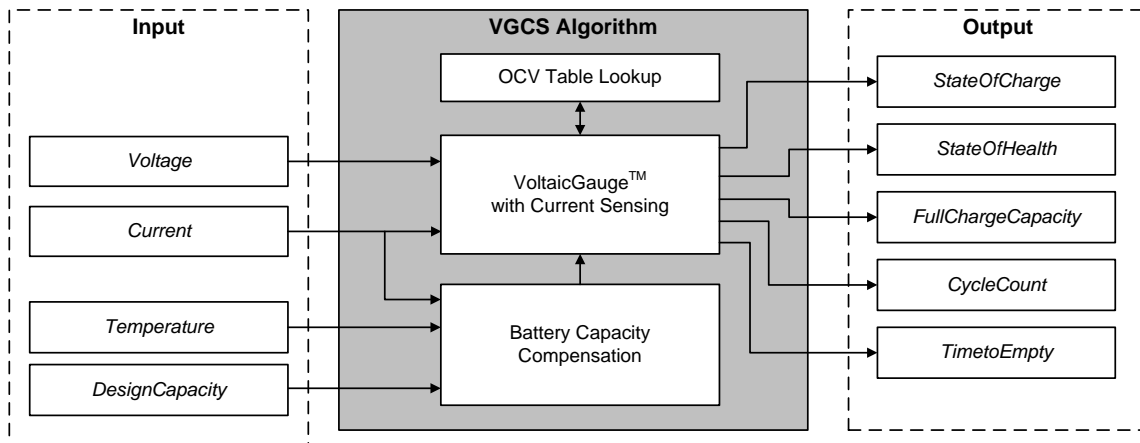 Input
Voltage
Current
Temperature
DesignCapacity
VGCS Algorithm
OCV Table Lookup
VoltaicGauge™
with Current Sensing
Battery Capacity
Compensation
Output
StateOfCharge
StateOfHealth
FullChargeCapacity
CycleCount
TimetoEmpty